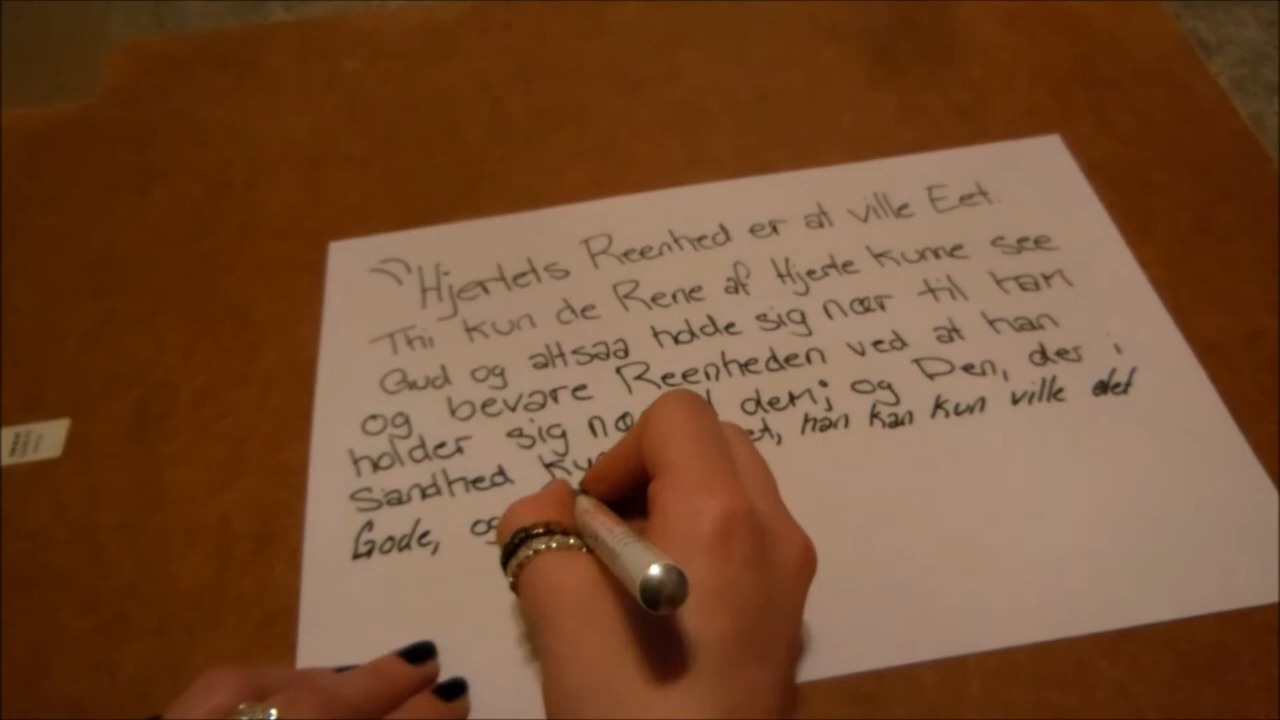 "Hjertets Reenhed er at ville Eet.
Thi kun de Rene af Hjerte kunne see
Gud og altsaa holde sig nær til ham
og bevare Reenheden ved at han
holder sig dem; og Den, der i
Sandhed han kan kun ville det
Gode,